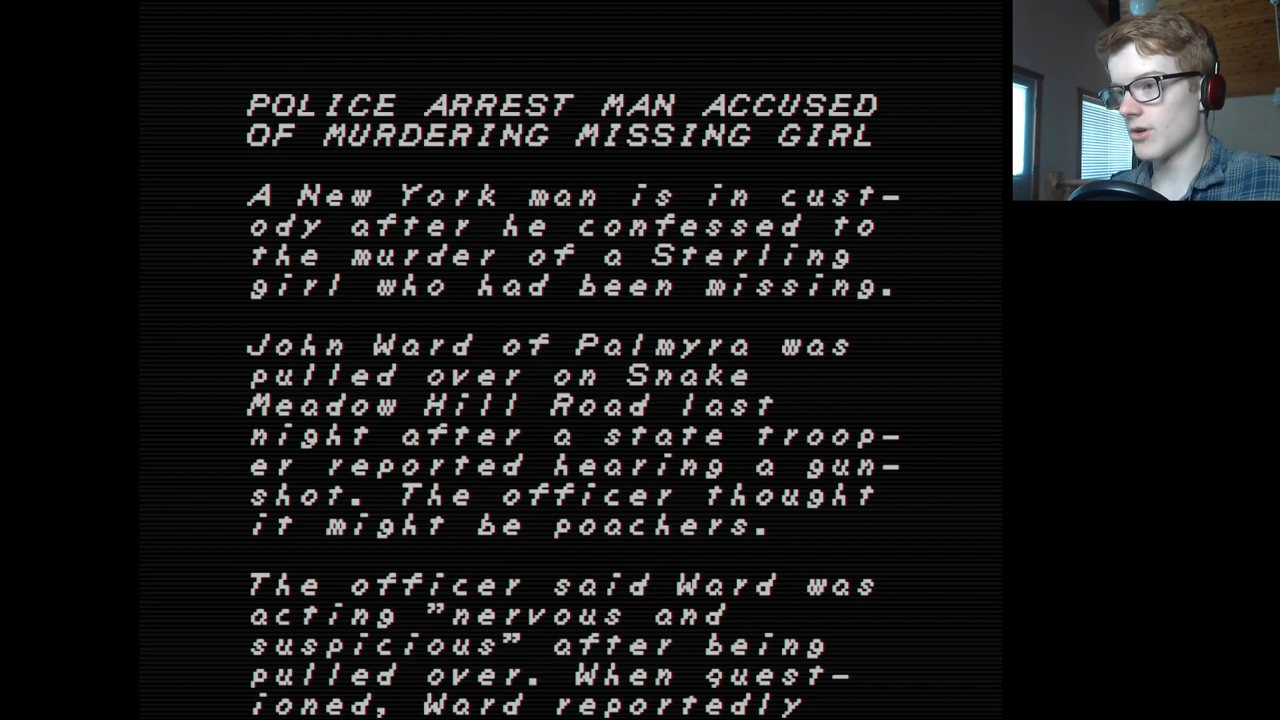 POLICE ARREST MAN ACCUSED
OF MURDERING MISSING GIRL
A New York man is in cust-
ody after he confessed to
the murder of a Sterling
girl who had been missing.
John Ward of Palmyra was
pulled over on Snake
Meadow Hill Road last
night after a state troop-
er reported hearing a gun-
shot. The officer thought
it might be poachers.
The officer said Ward was
acting "nervous and
suspicious" after being
pulled over. When quest-
ioned, Ward reportedly